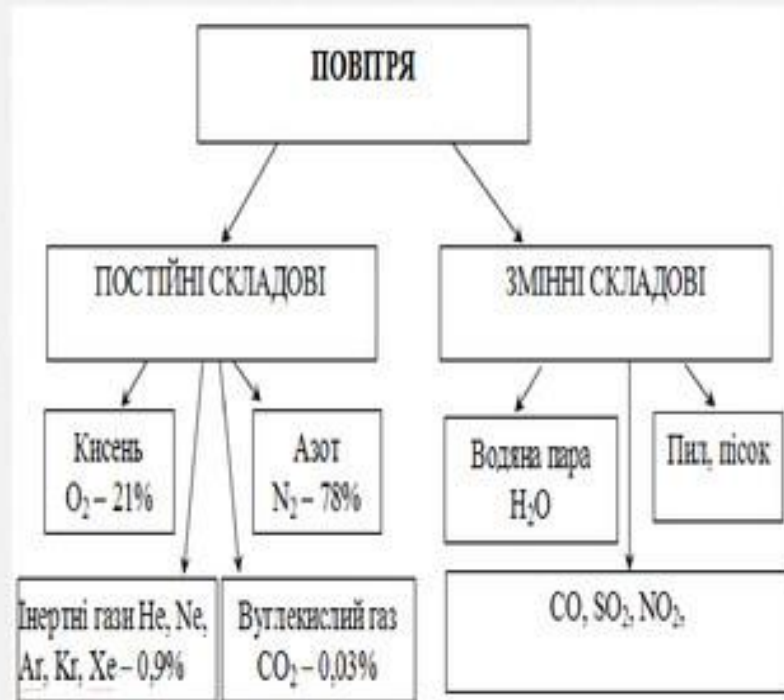 ПОВІТРЯ
ПОСТІЙНІ СКЛАДОВІ
ЗМІННІ СКЛАДОВІ
Кисень
O₂ – 21%
Азот
N₂ – 78%
Водяна пара
H₂O
Пил, пісок
Інертні гази He, Ne,
Ar, Kr, Xe – 0,9%
Вуглекислий газ
CO₂ – 0,03%
CO, SO₂, NO₂,